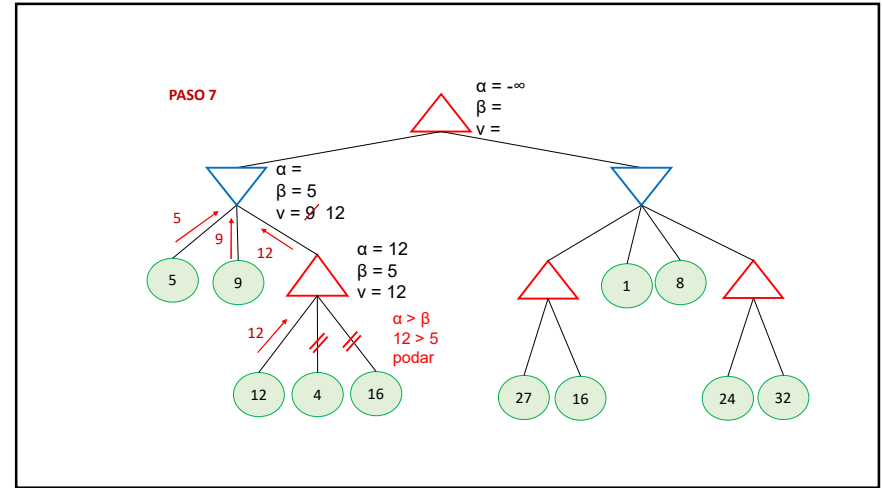 PASO 7
α = -∞
β =
v =
α =
β = 5
v = 9 12
5
9
12
5
9
α = 12
β = 5
v = 12
1
8
12
α > β
12 > 5
podar
12
4
16
27
16
24
32